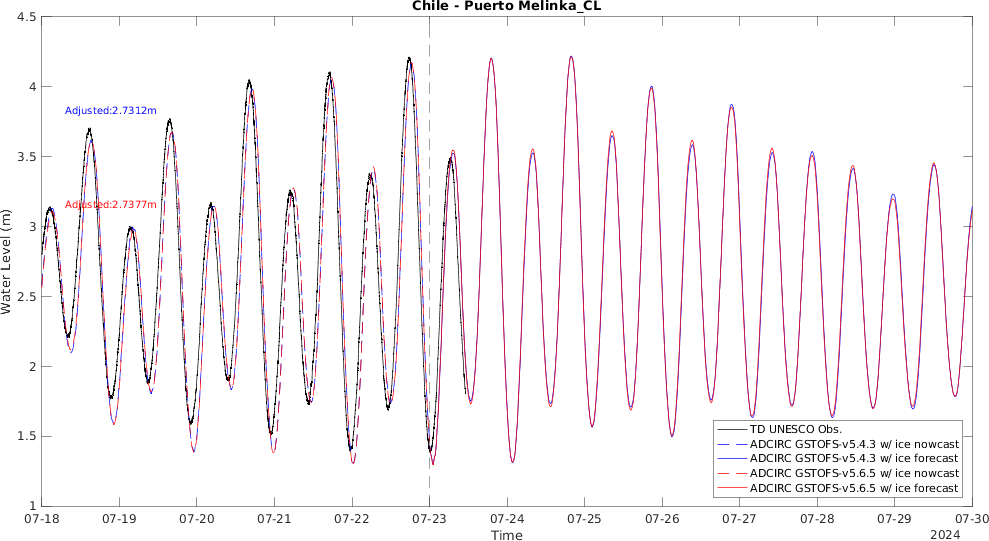 Chile - Puerto Melinka_CL
4.5
4
3.5
3
2.5
2
1.5
1
Water Level (m)
Adjusted:2.7312m
Adjusted:2.7377m
TD UNESCO Obs.
ADCIRC GSTOFS-v5.4.3 w/ ice nowcast
ADCIRC GSTOFS-v5.4.3 w/ ice forecast
ADCIRC GSTOFS-v5.6.5 w/ ice nowcast
ADCIRC GSTOFS-v5.6.5 w/ ice forecast
07-18 07-19 07-20 07-21 07-22 07-23 07-24 07-25 07-26 07-27 07-28 07-29 07-30
Time
2024